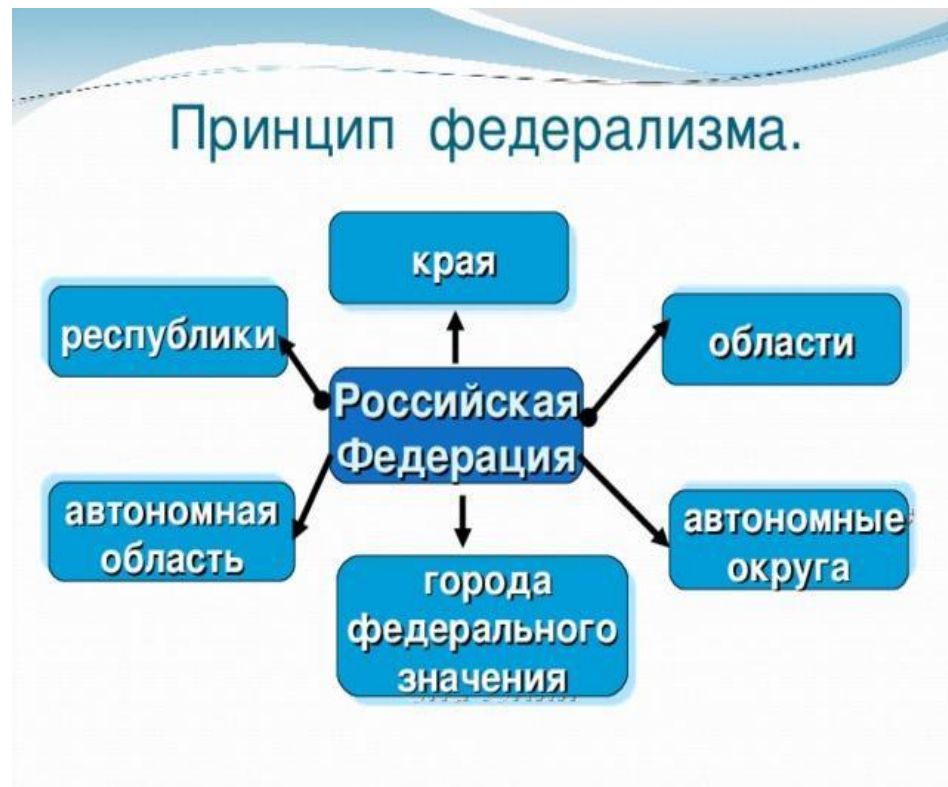 Принцип федерализма.
края
республики
области
Российская
Федерация
автономная
область
автономные
округа
города
федерального
значения